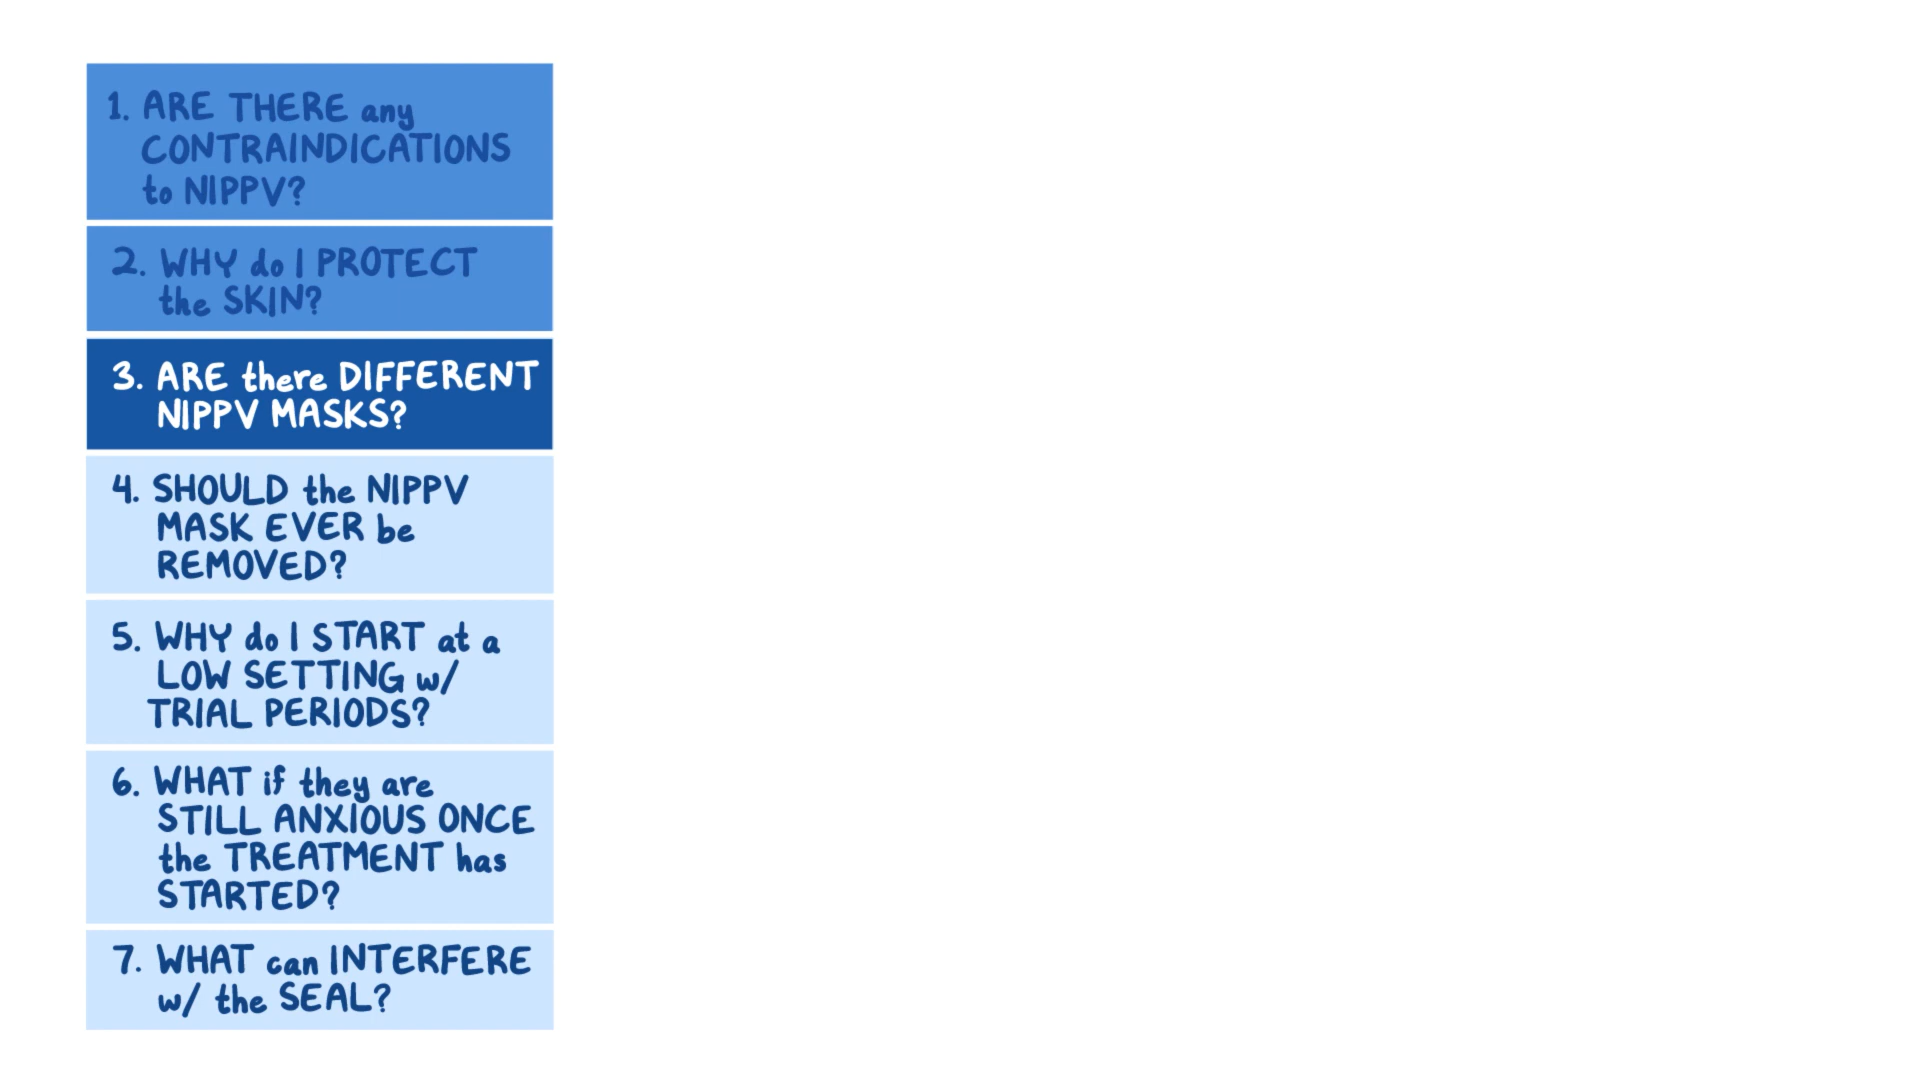 1. ARE THERE any
CONTRAINDICATIONS
to NIPPV?
2. WHY do I PROTECT
the SKIN?
3. ARE there DIFFERENT
NIPPV MASKS?
4. SHOULD the NIPPV
MASK EVER be
REMOVED?
5. WHY do I START at a
LOW SETTING w/
TRIAL PERIODS?
6. WHAT if they are
STILL ANXIOUS ONCE
the TREATMENT has
STARTED?
7. WHAT can INTERFERE
w/ the SEAL?